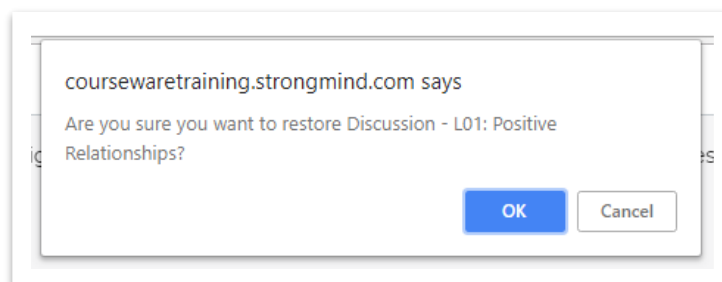 coursewaretraining.strongmind.com says
Are you sure you want to restore Discussion - L01: Positive
Relationships?
OK
Cancel